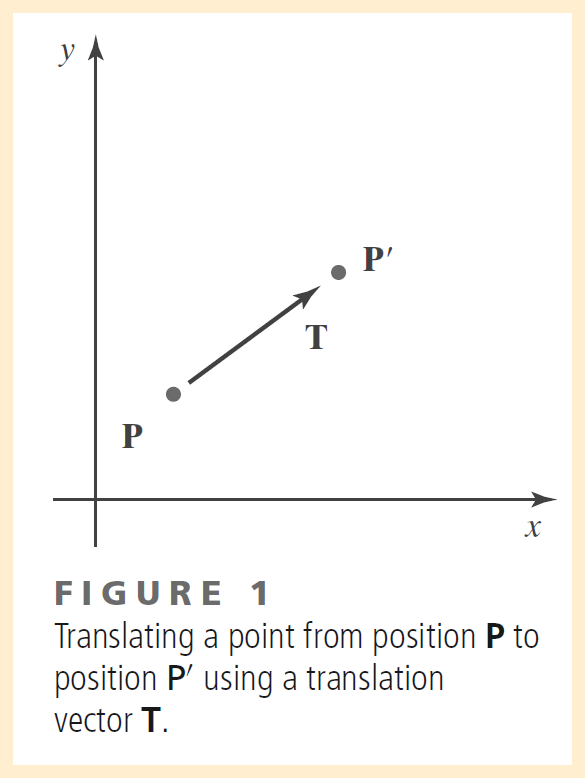 y
P′
T
P
x
FIGURE 1
Translating a point from position P to
position P′ using a translation
vector T.